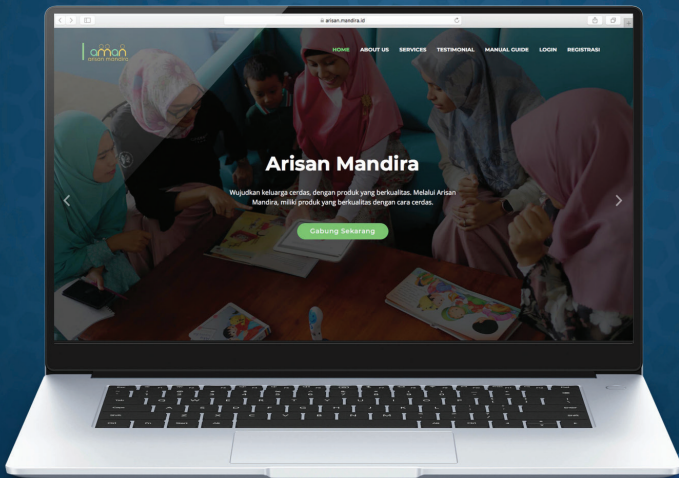 arisan.mandira.id
aman
arisan mandira
HOME ABOUT US SERVICES TESTIMONIAL MANUAL GUIDE LOGIN REGISTRASI
Arisan Mandira
Wujudkan keluarga cerdas, dengan produk yang berkualitas. Melalui Arisan
Mandira, miliki produk yang berkualitas dengan cara cerdas.
Gabung Sekarang